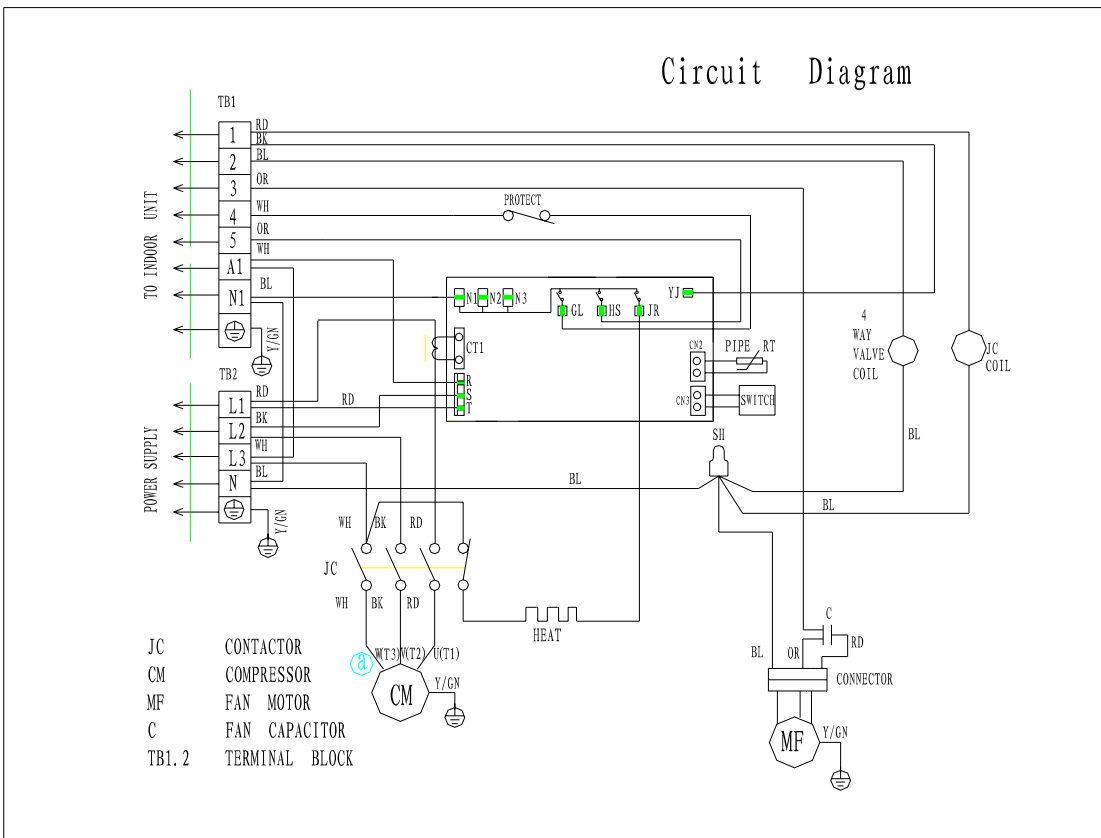 Circuit Diagram
TB1
1
RD
BK
2
BL
3
OR
4
WH
PROTECT
5
OR
WH
A1
N1
BL
TO INDOOR UNIT
Y/GN
N1 N2 N3
GL HS JR
YJ
CT1
R
S
T
CN2
PIPE RT
CN3
SWITCH
4
WAY
VALVE
COIL
JC
COIL
TB2
L1
RD
RD
L2
BK
L3
WH
N
BL
POWER SUPPLY
Y/GN
BL
SH
BL
BL
WH BK RD
JC
WH BK RD
HEAT
C
BL OR RD
CONNECTOR
a
W(T3) V(T2) U(T1)
CM
Y/GN
MF
Y/GN
JC CONTACTOR
CM COMPRESSOR
MF FAN MOTOR
C FAN CAPACITOR
TB1.2 TERMINAL BLOCK